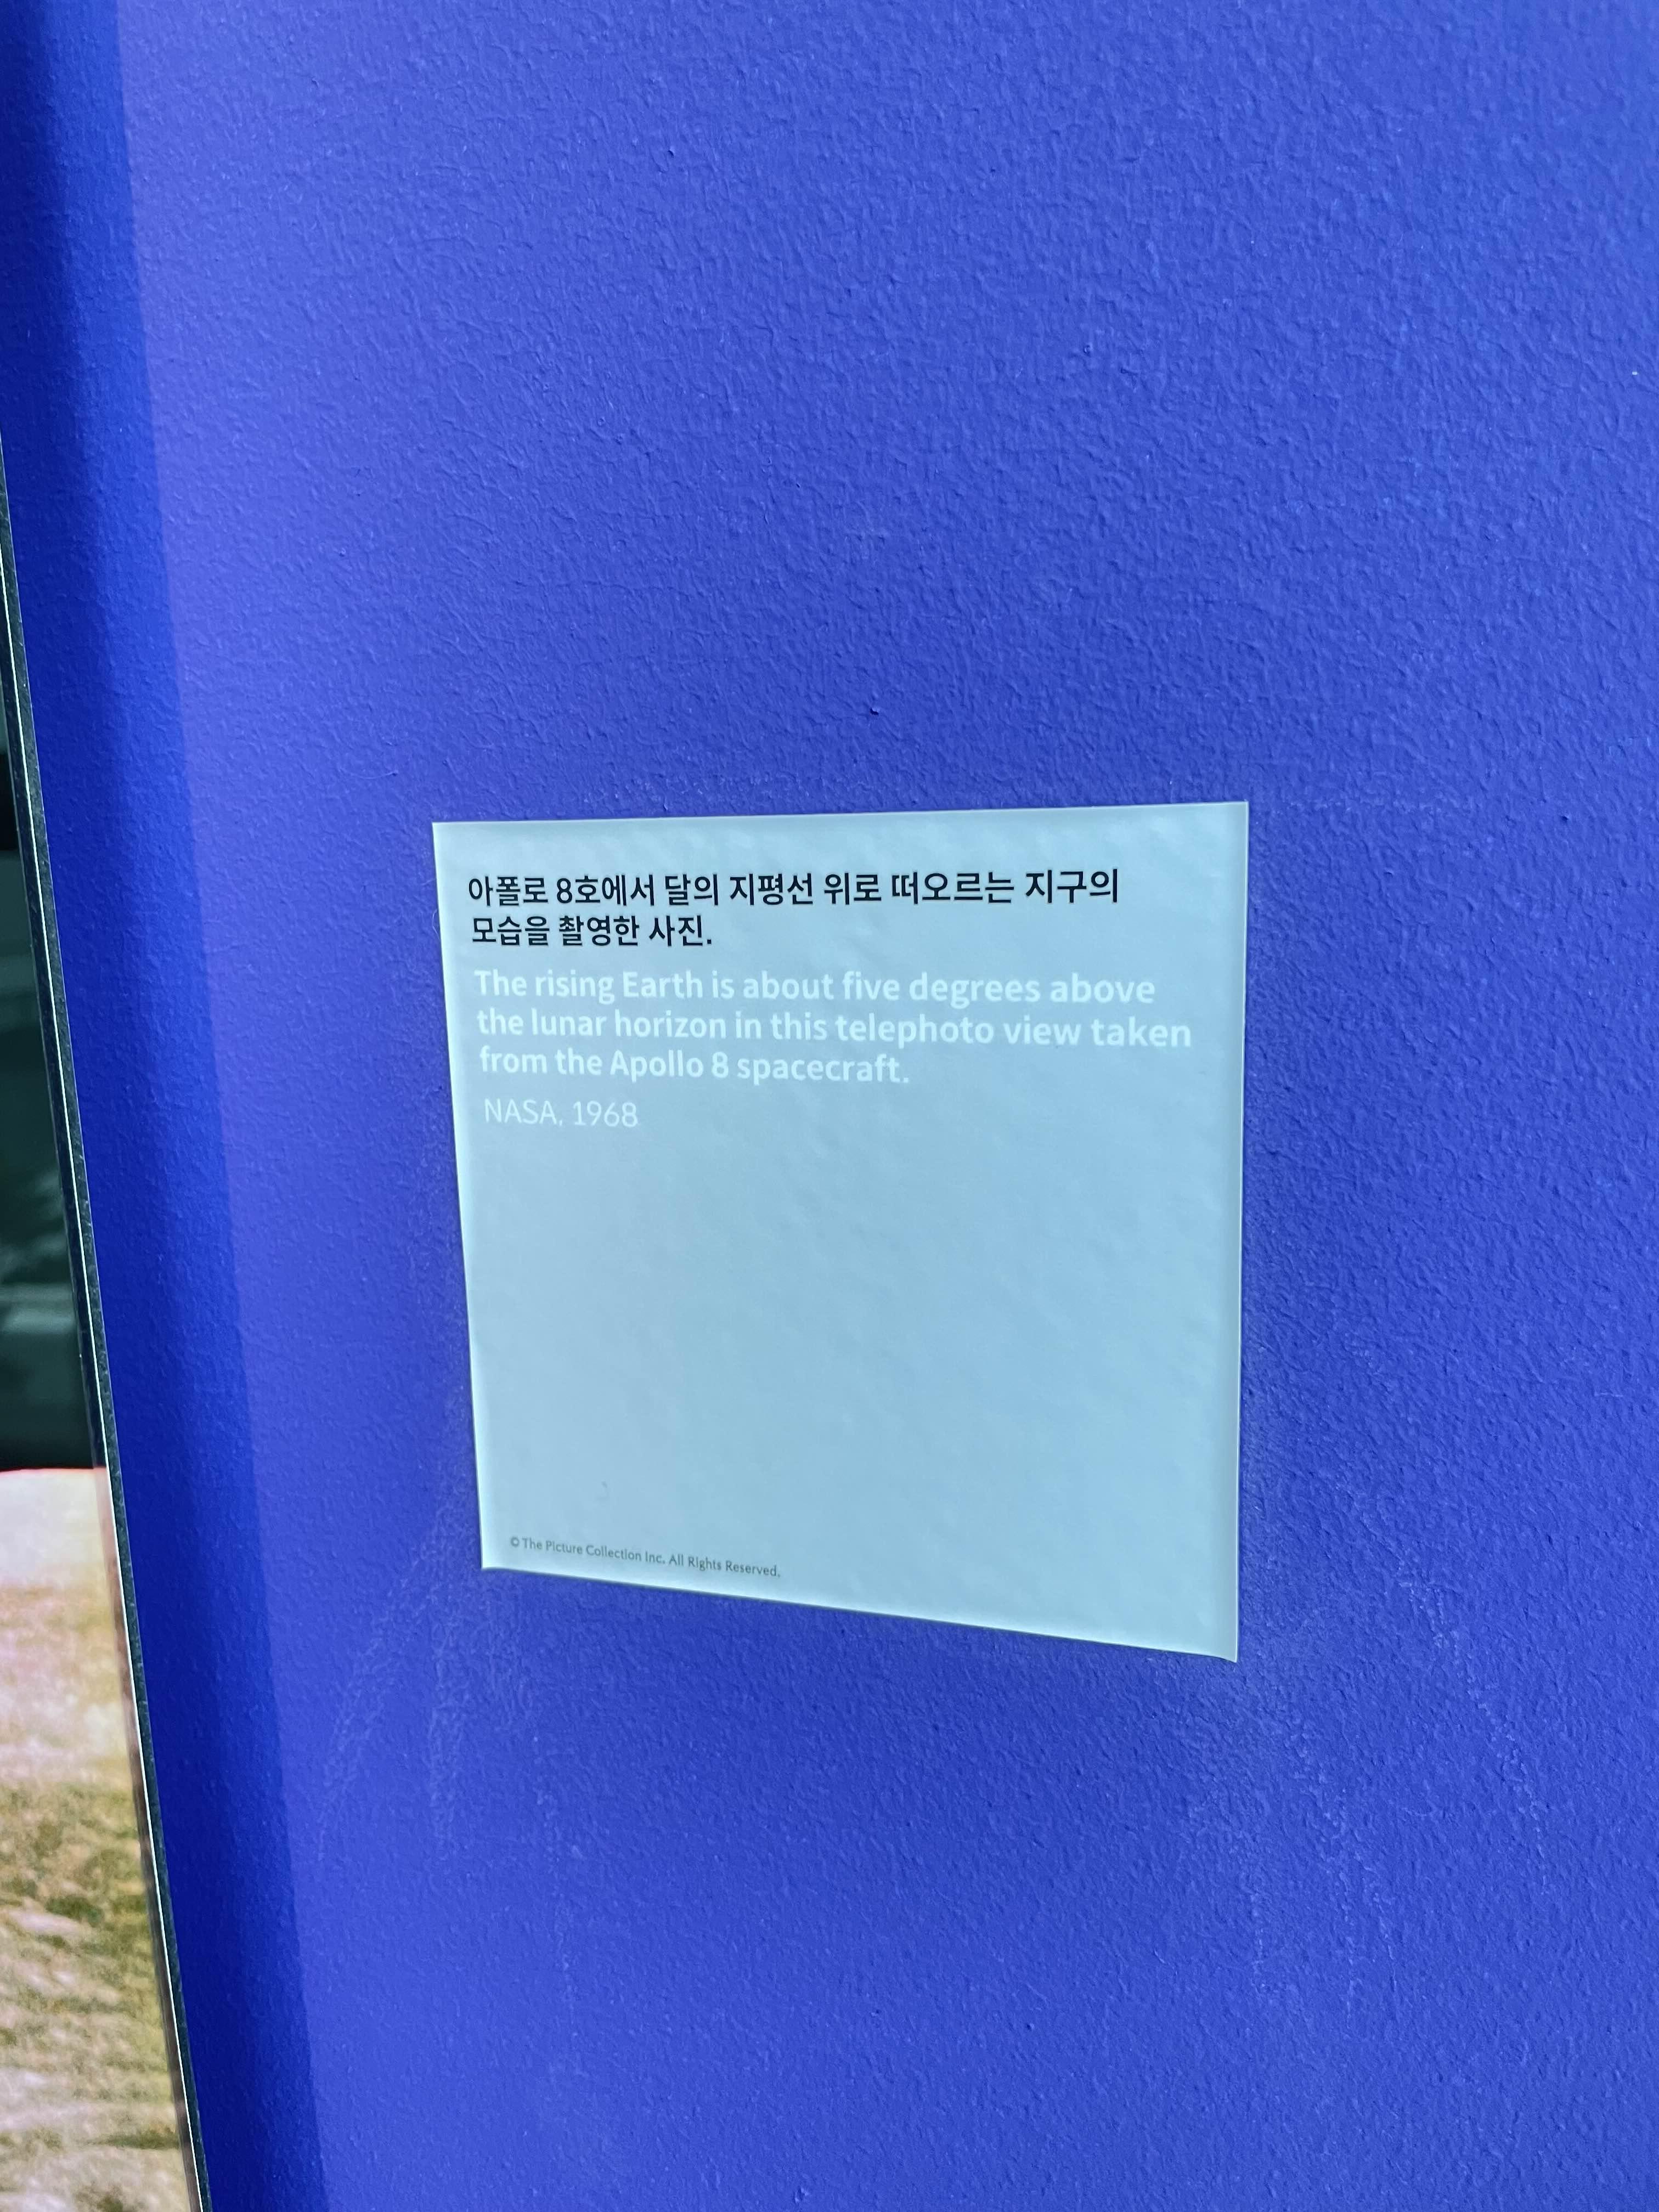 아폴로 8호에서 달의 지평선 위로 떠오르는 지구의
모습을 촬영한 사진.
The rising Earth is about five degrees above
the lunar horizon in this telephoto view taken
from the Apollo 8 spacecraft.
NASA, 1968
© The Picture Collection Inc. All Rights Reserved.